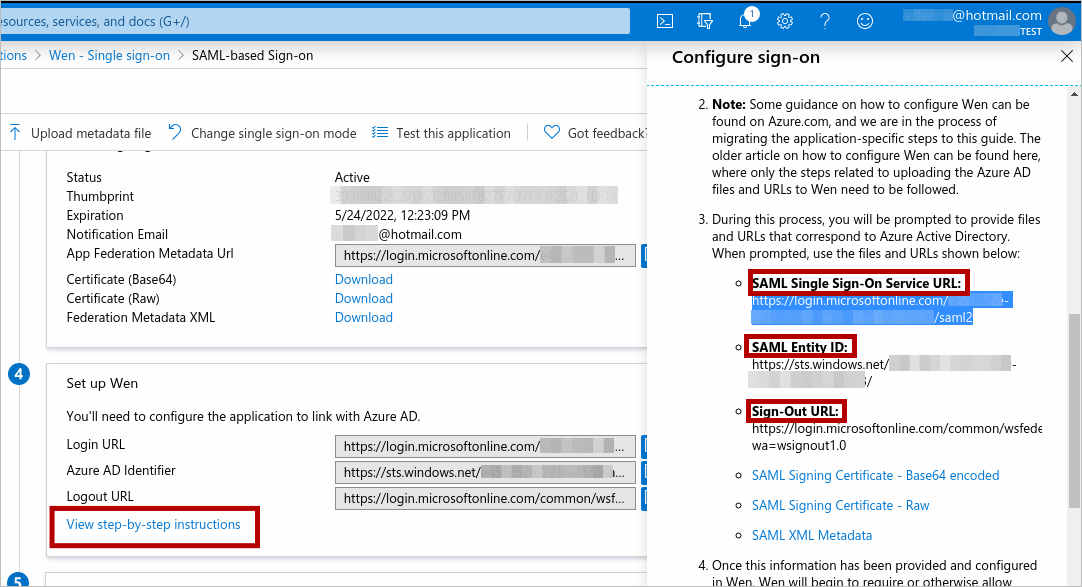 esources, services, and docs (G+/)
1
@hotmail.com
TEST
tions > Wen - Single sign-on > SAML-based Sign-on
Upload metadata file
Change single sign-on mode
Test this application
Got feedback?
Status
Active
Thumbprint
Expiration
5/24/2022, 12:23:09 PM
Notification Email
@hotmail.com
App Federation Metadata Url
https://login.microsoftonline.com/ ...
Certificate (Base64)
Download
Certificate (Raw)
Download
Federation Metadata XML
Download
4
Set up Wen
You'll need to configure the application to link with Azure AD.
Login URL
https://login.microsoftonline.com/ ...
Azure AD Identifier
https://sts.windows.net/ ...
Logout URL
https://login.microsoftonline.com/common/wsf...
View step-by-step instructions
5
Configure sign-on
2. Note: Some guidance on how to configure Wen can be
found on Azure.com, and we are in the process of
migrating the application-specific steps to this guide. The
older article on how to configure Wen can be found here,
where only the steps related to uploading the Azure AD
files and URLs to Wen need to be followed.
3. During this process, you will be prompted to provide files
and URLs that correspond to Azure Active Directory.
When prompted, use the files and URLs shown below:
SAML Single Sign-On Service URL:
https://login.microsoftonline.com/
/saml2
SAML Entity ID:
https://sts.windows.net/ -
/
Sign-Out URL:
https://login.microsoftonline.com/common/wsfede
wa=wsignout1.0
SAML Signing Certificate - Base64 encoded
SAML Signing Certificate - Raw
SAML XML Metadata
4. Once this information has been provided and configured
in Wen, Wen will begin to require or otherwise allow